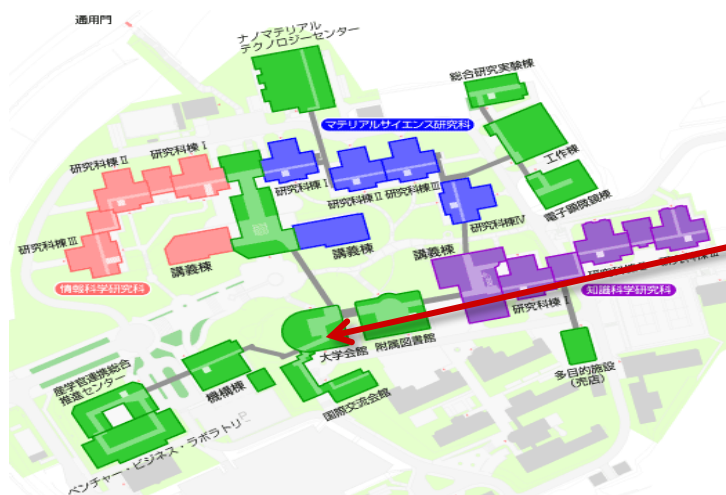 通用門
ナノマテリアル
テクノロジーセンター
総合研究実験棟
マテリアルサイエンス研究科
研究科棟Ⅱ
研究科棟Ⅰ
工作棟
研究科棟Ⅰ
研究科棟Ⅱ
研究科棟Ⅲ
電子顕微鏡棟
研究科棟Ⅲ
研究科棟Ⅳ
講義棟
講義棟
講義棟
情報科学研究科
研究科棟Ⅰ
知識科学研究科
大学会館
附属図書館
多目的施設
(売店)
産学官連携総合
推進センター
機構棟
国際交流会館
ベンチャー・ビジネス・ラボラトリー
P